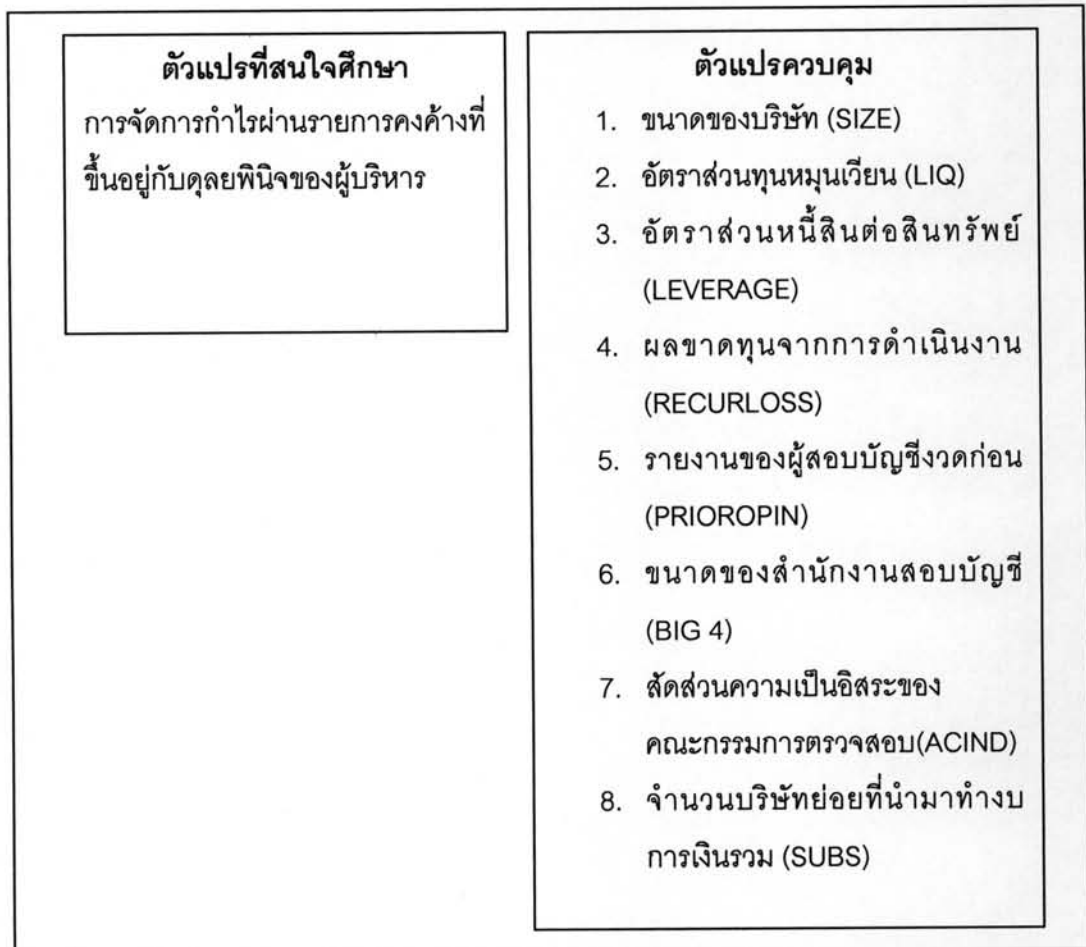 ตัวแปรที่สนใจศึกษา
การจัดการกำไรผ่านรายการคงค้างที่
ขึ้นอยู่กับดุลยพินิจของผู้บริหาร
ตัวแปรควบคุม
1. ขนาดของบริษัท (SIZE)
2. อัตราส่วนทุนหมุนเวียน (LIQ)
3. อัตราส่วนหนี้สินต่อสินทรัพย์
(LEVERAGE)
4. ผลขาดทุนจากการดำเนินงาน
(RECURLOSS)
5. รายงานของผู้สอบบัญชีงวดก่อน
(PRIOROPIN)
6. ขนาดของสำนักงานสอบบัญชี
(BIG 4)
7. สัดส่วนความเป็นอิสระของ
คณะกรรมการตรวจสอบ(ACIND)
8. จำนวนบริษัทย่อยที่นำมาทำงบ
การเงินรวม (SUBS)